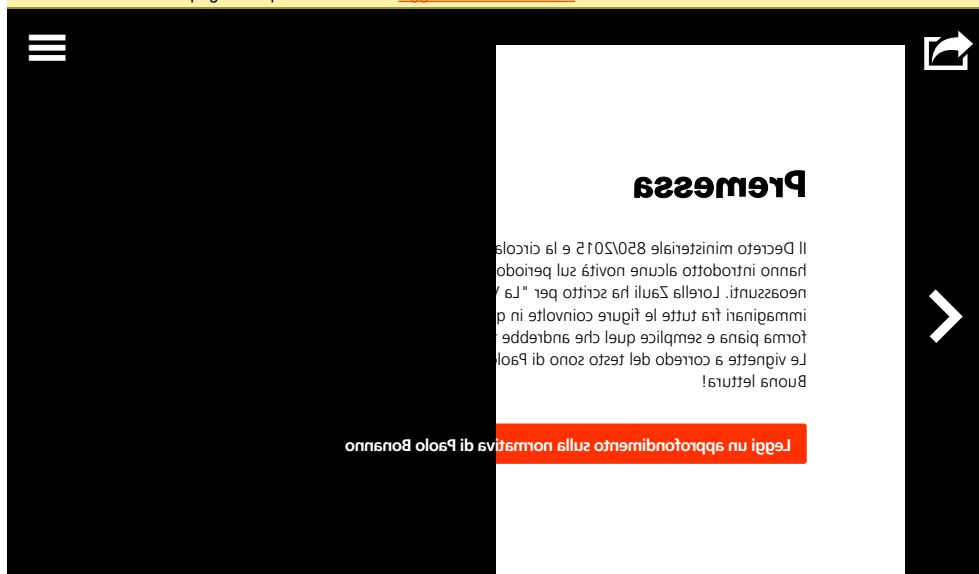 Premessa
Il Decreto ministeriale 850/2015 e la
hanno introdotto alcune novità sul periodo
neoassunti. Lorella Zauli ha scritto per "La
immaginari fra tutte le figure coinvolte in
forma piana e semplice quel che andrebbe
Le vignette a corredo del testo sono di
Buona lettura!
Leggi un approfondimento sulla normativa di Paolo Bonanno